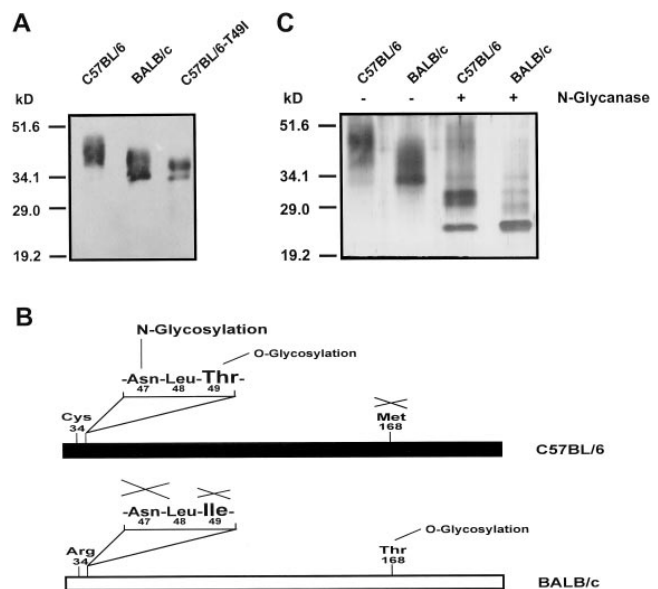 A
C57BL/6 BALB/c C57BL/6-T49I
kD
51.6
34.1
29.0
19.2
C
C57BL/6 BALB/c C57BL/6 BALB/c
kD - - + + N-Glycanase
51.6
34.1
29.0
19.2
B
N-Glycosylation
O-Glycosylation
-Asn-Leu-Thr-
47 48 49
Cys
34
Met
168
C57BL/6
-Asn-Leu-Ile-
47 48 49
O-Glycosylation
Arg
34
Thr
168
BALB/c